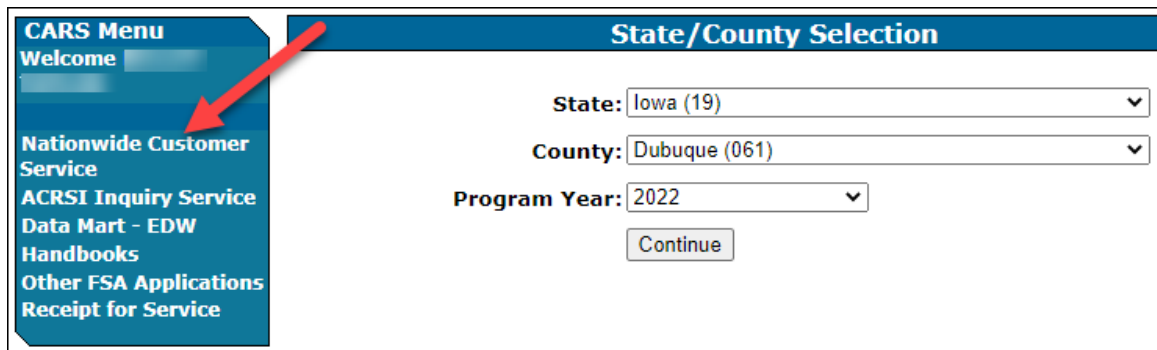 CARS Menu
Welcome
Nationwide Customer
Service
ACRSI Inquiry Service
Data Mart - EDW
Handbooks
Other FSA Applications
Receipt for Service
State/County Selection
State: Iowa (19)
County: Dubuque (061)
Program Year: 2022
Continue